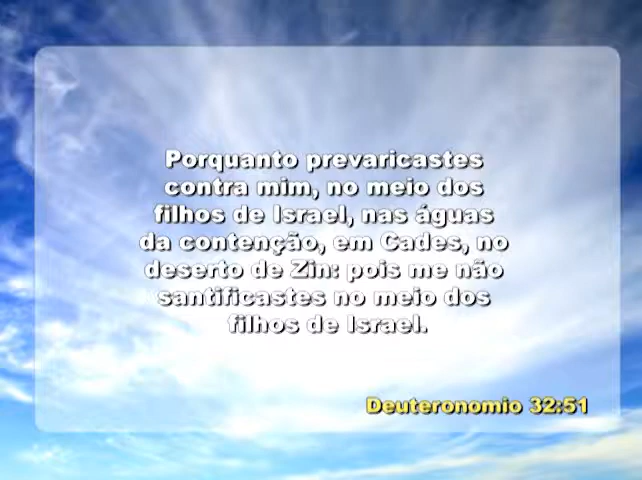 Porquanto prevaricastes
contra mim, no meio dos
filhos de Israel, nas águas
da contenção, em Cades, no
deserto de Zin: pois me não
santificastes no meio dos
filhos de Israel.
Deuteronomio 32:51